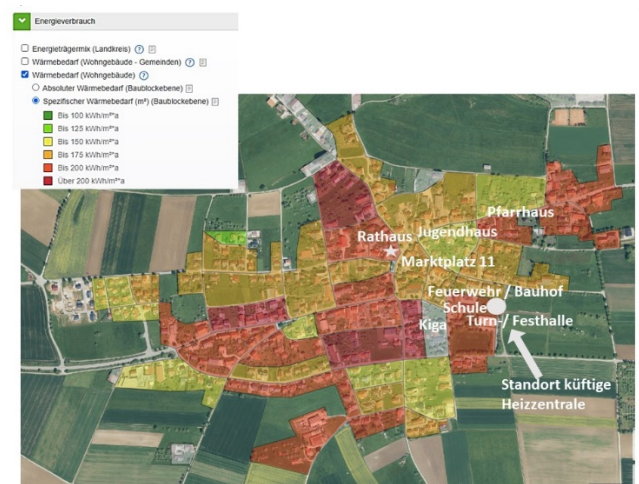 Energieverbrauch
Energieträgermix (Landkreis)
Wärmebedarf (Wohngebäude - Gemeinden)
Wärmebedarf (Wohngebäude)
Absoluter Wärmebedarf (Baublockebene)
Spezifischer Wärmebedarf (m²) (Baublockebene)
Bis 100 kWh/m²*a
Bis 125 kWh/m²*a
Bis 150 kWh/m²*a
Bis 175 kWh/m²*a
Bis 200 kWh/m²*a
Über 200 kWh/m²*a
Pfarrhaus
Jugendhaus
Rathaus
Marktplatz 11
Feuerwehr / Bauhof
Schule
Turn-/ Festhalle
Kiga
Standort küftige
Heizzentrale